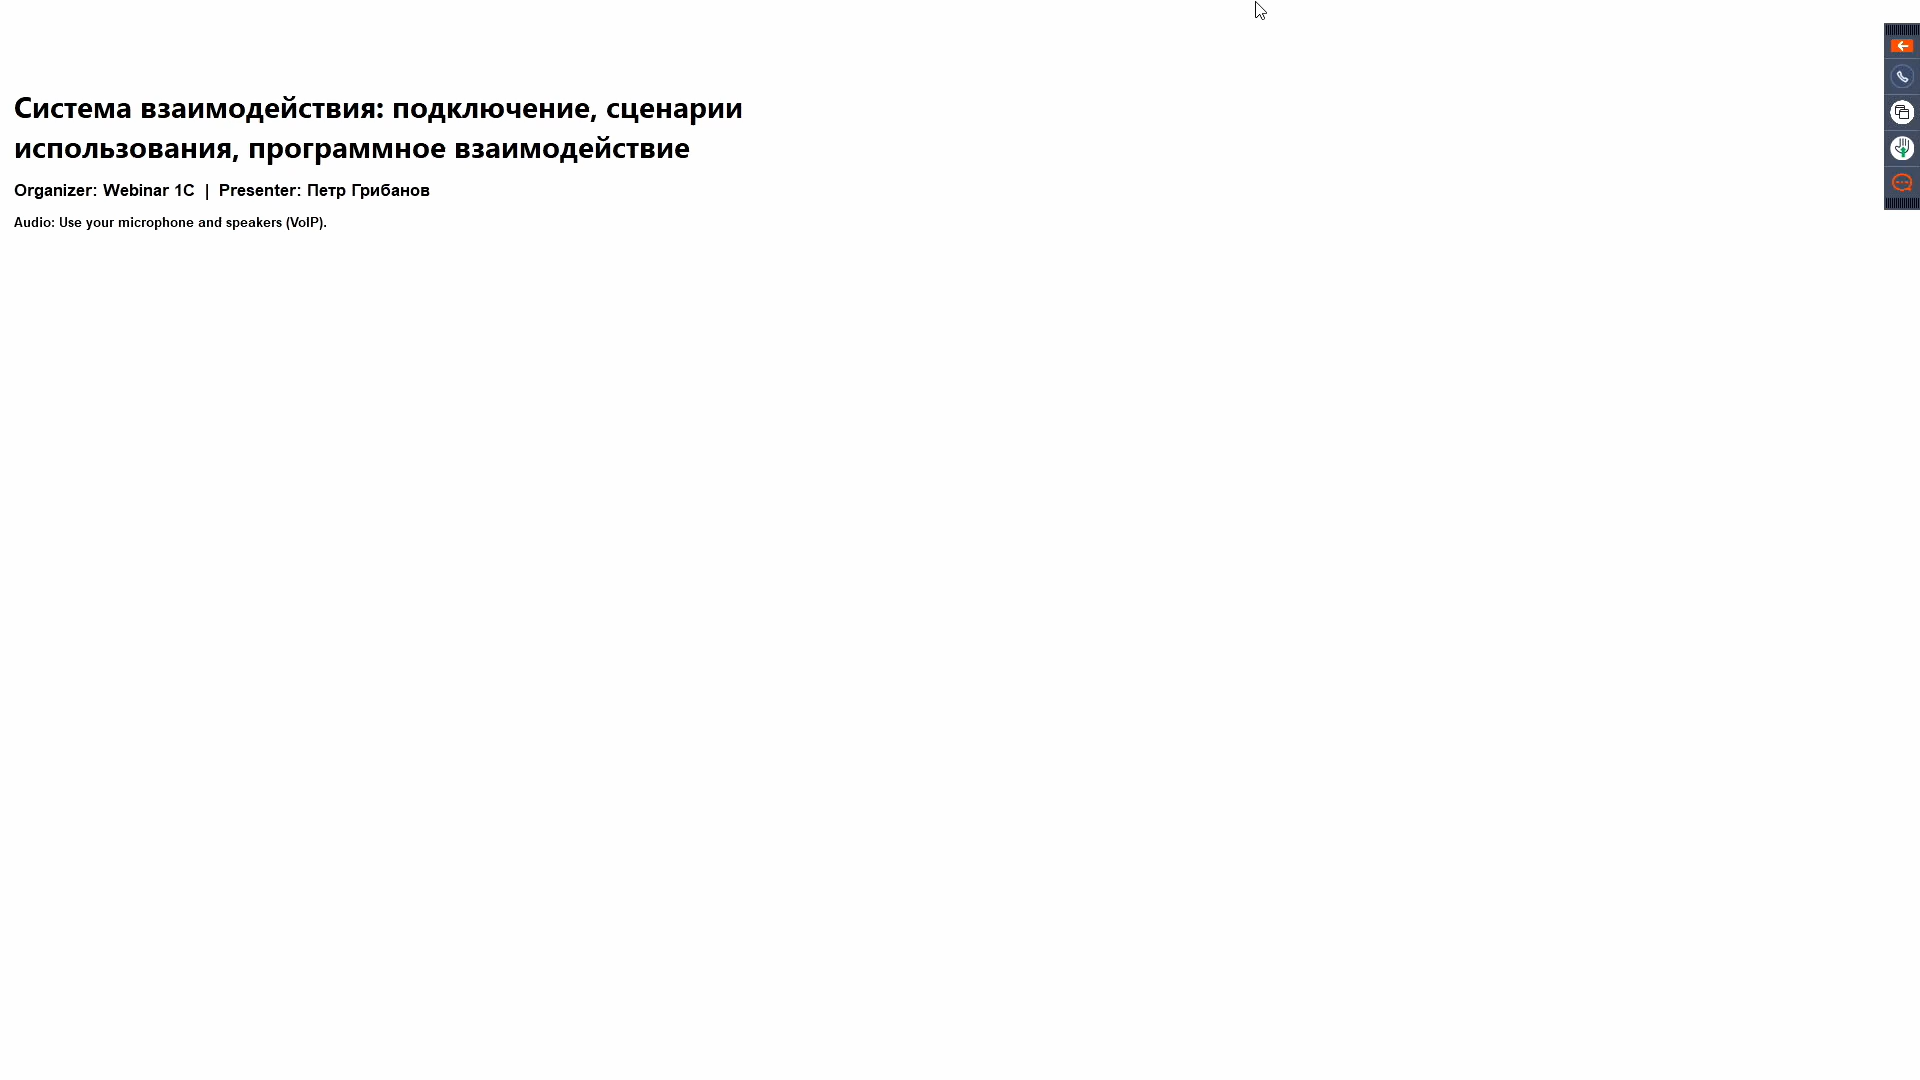 Система взаимодействия: подключение, сценарии
использования, программное взаимодействие
Organizer: Webinar 1C | Presenter: Петр Грибанов
Audio: Use your microphone and speakers (VoIP).